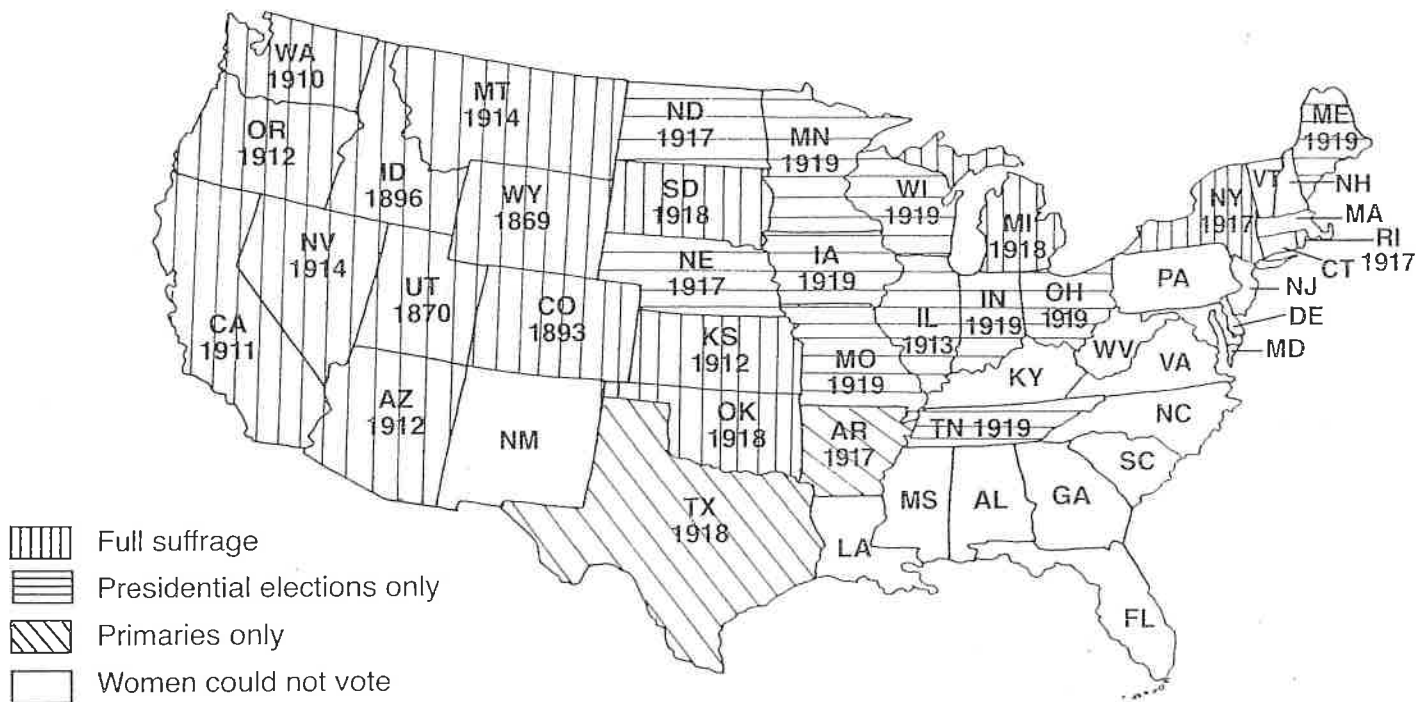 WA
1910
MT
1914
ND
1917
MN
1919
ME
1919
OR
1912
ID
1896
WY
1869
SD
1918
WI
1919
MI
1918
NY
1917
VT
NH
MA
RI
1917
CT
NV
1914
UT
1870
CO
1893
NE
1917
IA
1919
IL
1913
IN
1919
OH
1919
PA
NJ
DE
MD
CA
1911
KS
1912
MO
1919
KY
WV
VA
AZ
1912
NM
OK
1918
AR
1917
TN 1919
NC
SC
TX
1918
LA
MS
AL
GA
FL
Full suffrage
Presidential elections only
Primaries only
Women could not vote